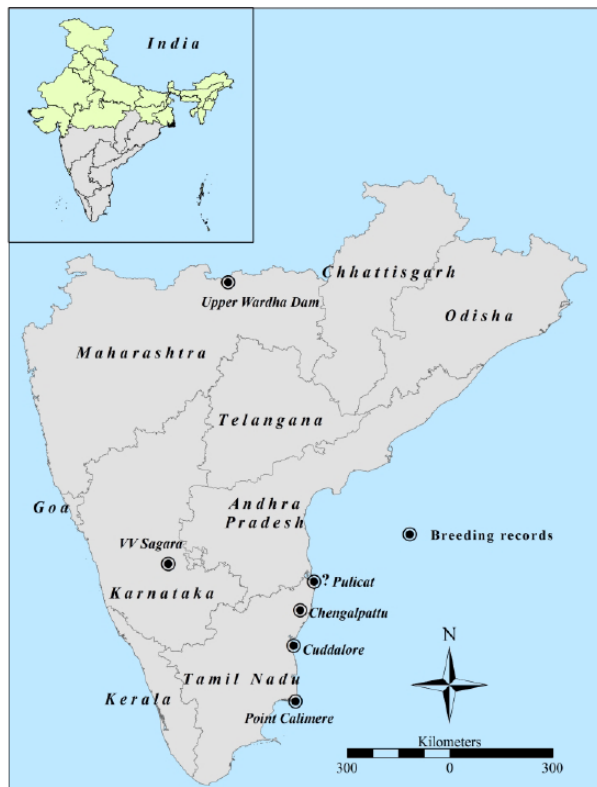 India
Chhattisgarh
Upper Wardha Dam
Odisha
Maharashtra
Telangana
Goa
Andhra
Pradesh
Breeding records
VV Sagara
? Pulicat
Karnataka
Chengalpattu
Cuddalore
Tamil Nadu
Kerala
Point Calimere
N
Kilometers
300 0 300